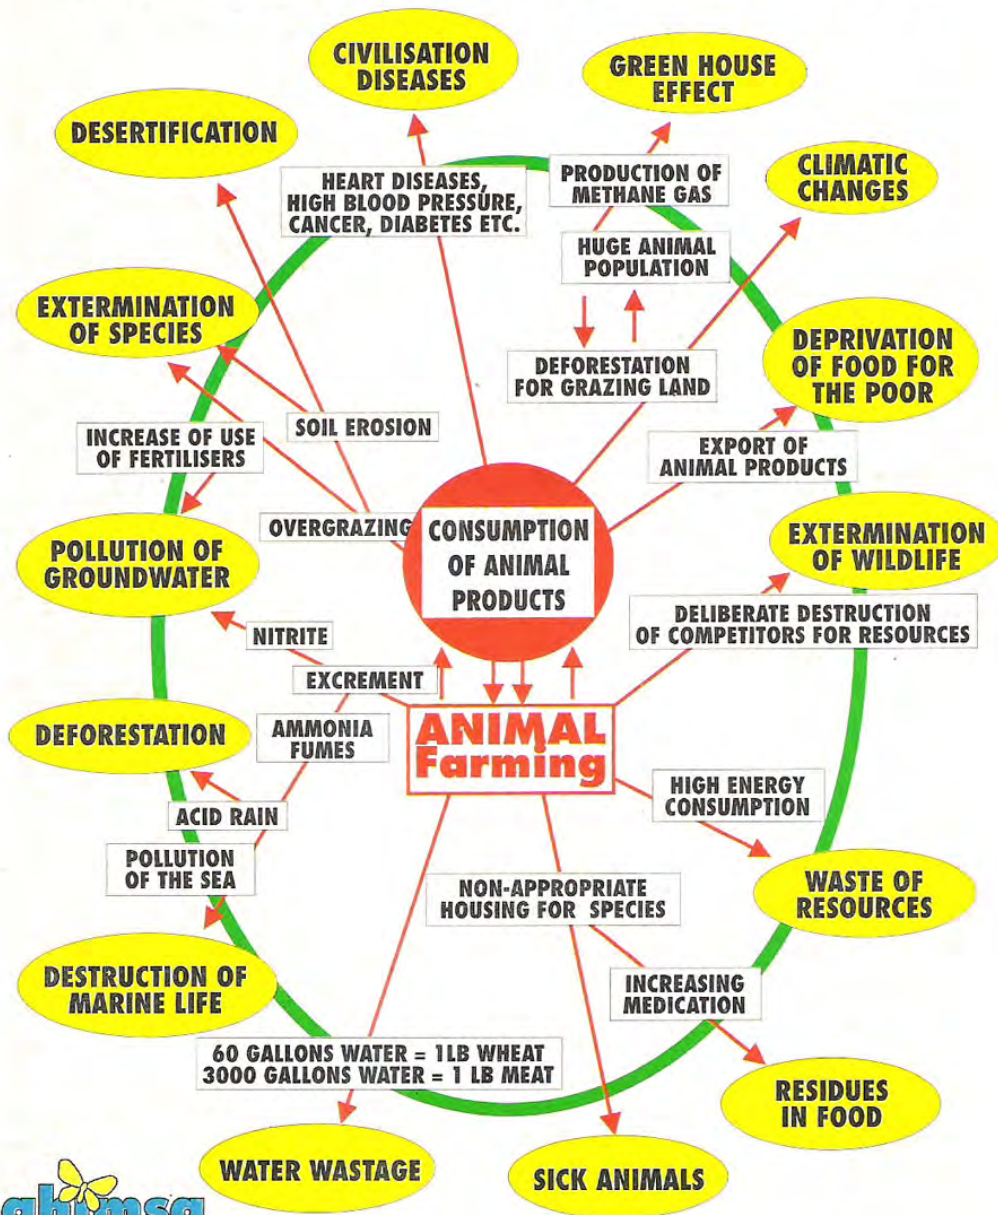 CIVILISATION
DISEASES
GREEN HOUSE
EFFECT
DESERTIFICATION
CLIMATIC
CHANGES
HEART DISEASES,
HIGH BLOOD PRESSURE,
CANCER, DIABETES ETC.
PRODUCTION OF
METHANE GAS
HUGE ANIMAL
POPULATION
EXTERMINATION
OF SPECIES
DEPRIVATION
OF FOOD FOR
THE POOR
DEFORESTATION
FOR GRAZING LAND
SOIL EROSION
INCREASE OF USE
OF FERTILISERS
EXPORT OF
ANIMAL PRODUCTS
OVERGRAZING
CONSUMPTION
OF ANIMAL
PRODUCTS
POLLUTION OF
GROUNDWATER
EXTERMINATION
OF WILDLIFE
DELIBERATE DESTRUCTION
OF COMPETITORS FOR RESOURCES
NITRITE
EXCREMENT
AMMONIA
FUMES
DEFORESTATION
ANIMAL
Farming
HIGH ENERGY
CONSUMPTION
ACID RAIN
POLLUTION
OF THE SEA
NON-APPROPRIATE
HOUSING FOR SPECIES
WASTE OF
RESOURCES
DESTRUCTION OF
MARINE LIFE
INCREASING
MEDICATION
60 GALLONS WATER = 1LB WHEAT
3000 GALLONS WATER = 1 LB MEAT
RESIDUES
IN FOOD
WATER WASTAGE
SICK ANIMALS
ahimsa